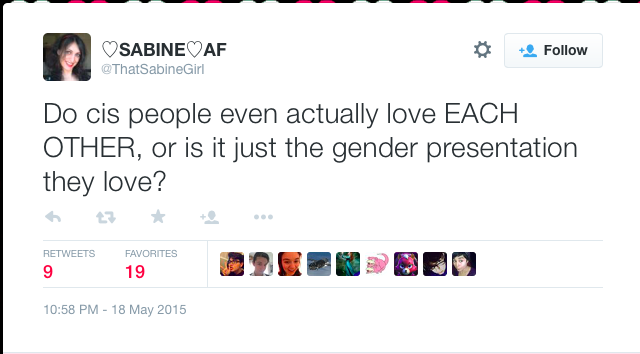 ♡SABINE♡AF
@ThatSabineGirl
Follow
Do cis people even actually love EACH
OTHER, or is it just the gender presentation
they love?
RETWEETS FAVORITES
9 19
10:58 PM - 18 May 2015